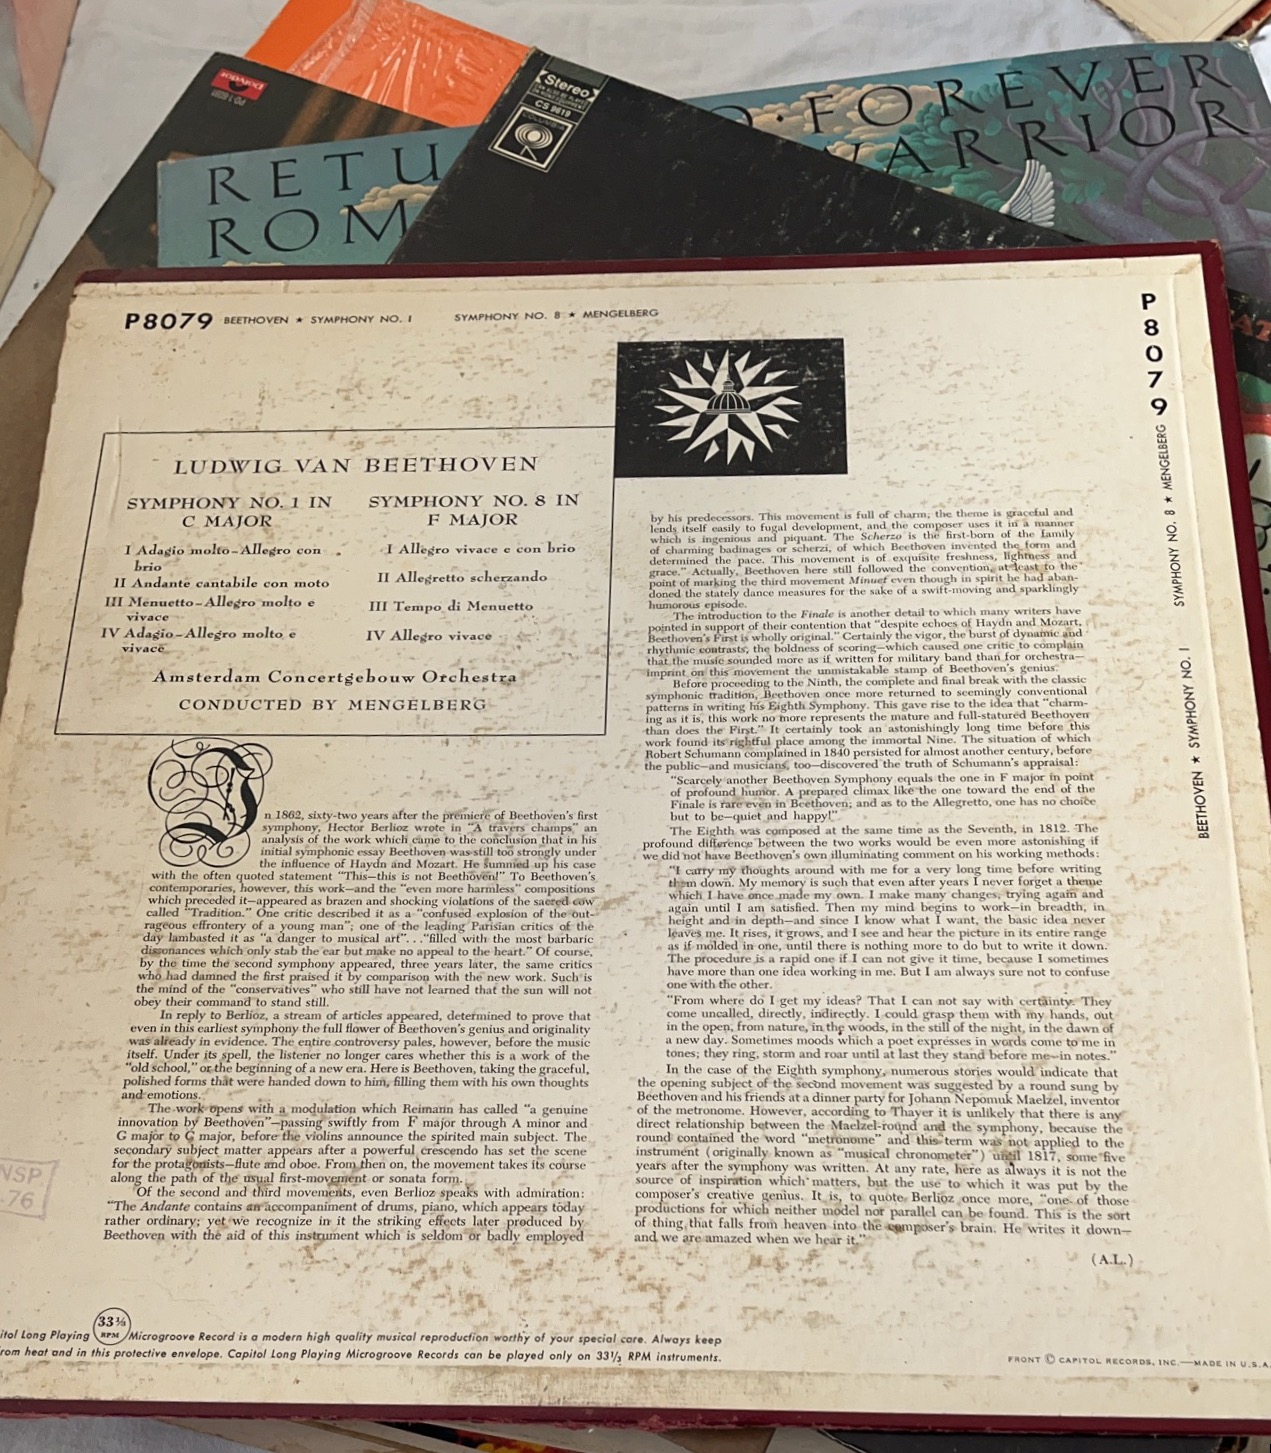 Polydor
Stereo
CS 9619
COLUMBIA
RETU
O·FOREVER
ROM
WARRIOR
P8079 BEETHOVEN ★ SYMPHONY NO. 1 SYMPHONY NO. 8 ★ MENGELBERG
P8079
BEETHOVEN ★ SYMPHONY NO. 1 SYMPHONY NO. 8 ★ MENGELBERG
LUDWIG VAN BEETHOVEN
SYMPHONY NO. 1 IN
C MAJOR
I Adagio molto–Allegro con
brio
II Andante cantabile con moto
III Menuetto–Allegro molto e
vivace
IV Adagio–Allegro molto e
vivace
SYMPHONY NO. 8 IN
F MAJOR
I Allegro vivace e con brio
II Allegretto scherzando
III Tempo di Menuetto
IV Allegro vivace
Amsterdam Concertgebouw Orchestra
CONDUCTED BY MENGELBERG
In 1862, sixty-two years after the premiere of Beethoven's first
symphony, Hector Berlioz wrote in "A travers champs," an
analysis of the work which came to the conclusion that in his
initial symphonic essay Beethoven was still too strongly under
the influence of Haydn and Mozart. He summed up his case
with the often quoted statement "This—this is not Beethoven!" To Beethoven's
contemporaries, however, this work—and the "even more harmless" compositions
which preceded it—appeared as brazen and shocking violations of the sacred cow
called "Tradition." One critic described it as a "confused explosion of the out-
rageous effrontery of a young man"; one of the leading Parisian critics of the
day lambasted it as "a danger to musical art". . ."filled with the most barbaric
dissonances which only stab the ear but make no appeal to the heart." Of course,
by the time the second symphony appeared, three years later, the same critics
who had damned the first praised it by comparison with the new work. Such is
the mind of the "conservatives" who still have not learned that the sun will not
obey their command to stand still.
In reply to Berlioz, a stream of articles appeared, determined to prove that
even in this earliest symphony the full flower of Beethoven's genius and originality
was already in evidence. The entire controversy pales, however, before the music
itself. Under its spell, the listener no longer cares whether this is a work of the
"old school," or the beginning of a new era. Here is Beethoven, taking the graceful,
polished forms that were handed down to him, filling them with his own thoughts
and emotions.
The work opens with a modulation which Reimann has called "a genuine
innovation by Beethoven"—passing swiftly from F major through A minor and
G major to C major, before the violins announce the spirited main subject. The
secondary subject matter appears after a powerful crescendo has set the scene
for the protagonists—flute and oboe. From then on, the movement takes its course
along the path of the usual first-movement or sonata form.
Of the second and third movements, even Berlioz speaks with admiration:
"The Andante contains an accompaniment of drums, piano, which appears today
rather ordinary; yet we recognize in it the striking effects later produced by
Beethoven with the aid of this instrument which is seldom or badly employed
by his predecessors. This movement is full of charm; the theme is graceful and
lends itself easily to fugal development, and the composer uses it in a manner
which is ingenious and piquant. The Scherzo is the first-born of the family
of charming badinages or scherzi, of which Beethoven invented the form and
determined the pace. This movement is of exquisite freshness, lightness and
grace." Actually, Beethoven here still followed the convention, at least to the
point of marking the third movement Minuet even though in spirit he had aban-
doned the stately dance measures for the sake of a swift-moving and sparklingly
humorous episode.
The introduction to the Finale is another detail to which many writers have
pointed in support of their contention that "despite echoes of Haydn and Mozart,
Beethoven's First is wholly original." Certainly the vigor, the burst of dynamic and
rhythmic contrasts, the boldness of scoring—which caused one critic to complain
that the music sounded more as if written for military band than for orchestra—
imprint on this movement the unmistakable stamp of Beethoven's genius.
Before proceeding to the Ninth, the complete and final break with the classic
symphonic tradition, Beethoven once more returned to seemingly conventional
patterns in writing his Eighth Symphony. This gave rise to the idea that "charm-
ing as it is, this work no more represents the mature and full-statured Beethoven
than does the First." It certainly took an astonishingly long time before this
work found its rightful place among the immortal Nine. The situation of which
Robert Schumann complained in 1840 persisted for almost another century, before
the public—and musicians, too—discovered the truth of Schumann's appraisal:
"Scarcely another Beethoven Symphony equals the one in F major in point
of profound humor. A prepared climax like the one toward the end of the
Finale is rare even in Beethoven; and as to the Allegretto, one has no choice
but to be—quiet and happy!"
The Eighth was composed at the same time as the Seventh, in 1812. The
profound difference between the two works would be even more astonishing if
we did not have Beethoven's own illuminating comment on his working methods:
"I carry my thoughts around with me for a very long time before writing
them down. My memory is such that even after years I never forget a theme
which I have once made my own. I make many changes, trying again and
again until I am satisfied. Then my mind begins to work—in breadth, in
height and in depth—and since I know what I want, the basic idea never
leaves me. It rises, it grows, and I see and hear the picture in its entire range
as if molded in one, until there is nothing more to do but to write it down.
The procedure is a rapid one if I can not give it time, because I sometimes
have more than one idea working in me. But I am always sure not to confuse
one with the other.
"From where do I get my ideas? That I can not say with certainty. They
come uncalled, directly, indirectly. I could grasp them with my hands, out
in the open, from nature, in the woods, in the still of the night, in the dawn of
a new day. Sometimes moods which a poet expresses in words come to me in
tones; they ring, storm and roar until at last they stand before me—in notes."
In the case of the Eighth symphony, numerous stories would indicate that
the opening subject of the second movement was suggested by a round sung by
Beethoven and his friends at a dinner party for Johann Nepomuk Maelzel, inventor
of the metronome. However, according to Thayer it is unlikely that there is any
direct relationship between the Maelzel-round and the symphony, because the
round contained the word "metronome" and this term was not applied to the
instrument (originally known as "musical chronometer") until 1817, some five
years after the symphony was written. At any rate, here as always it is not the
source of inspiration which matters, but the use to which it was put by the
composer's creative genius. It is, to quote Berlioz once more, "one of those
productions for which neither model nor parallel can be found. This is the sort
of thing that falls from heaven into the composer's brain. He writes it down—
and we are amazed when we hear it."
(A.L.)
NSP
76
itol Long Playing 33⅓ RPM Microgroove Record is a modern high quality musical reproduction worthy of your special care. Always keep
rom heat and in this protective envelope. Capitol Long Playing Microgroove Records can be played only on 33⅓ RPM instruments.
FRONT © CAPITOL RECORDS, INC.—MADE IN U.S.A.